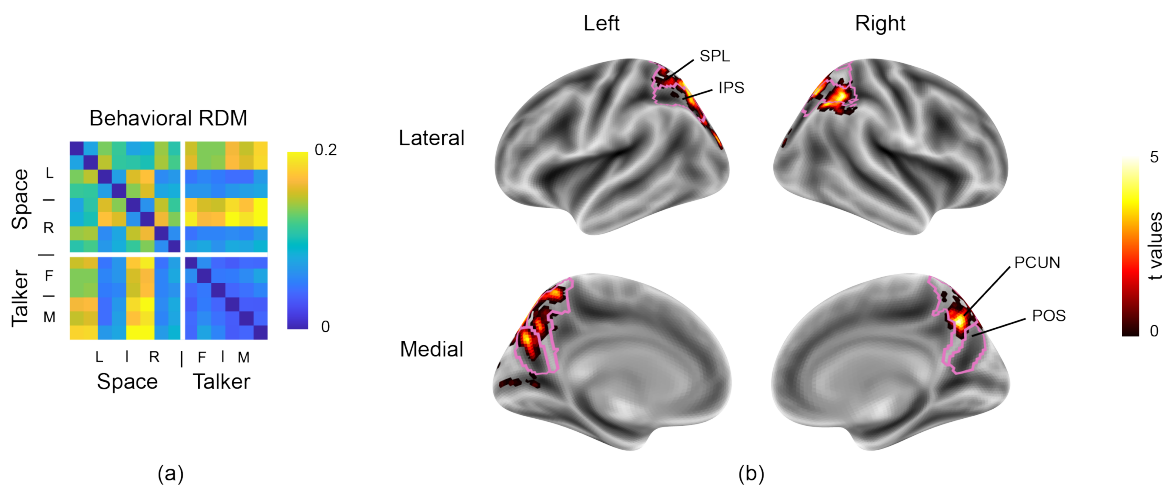 Behavioral RDM
0.2
0
Space
L
R
Talker
F
M
L | R | F | M
Space Talker
(a)
Left Right
Lateral
SPL
IPS
Medial
PCUN
POS
5
t values
0
(b)